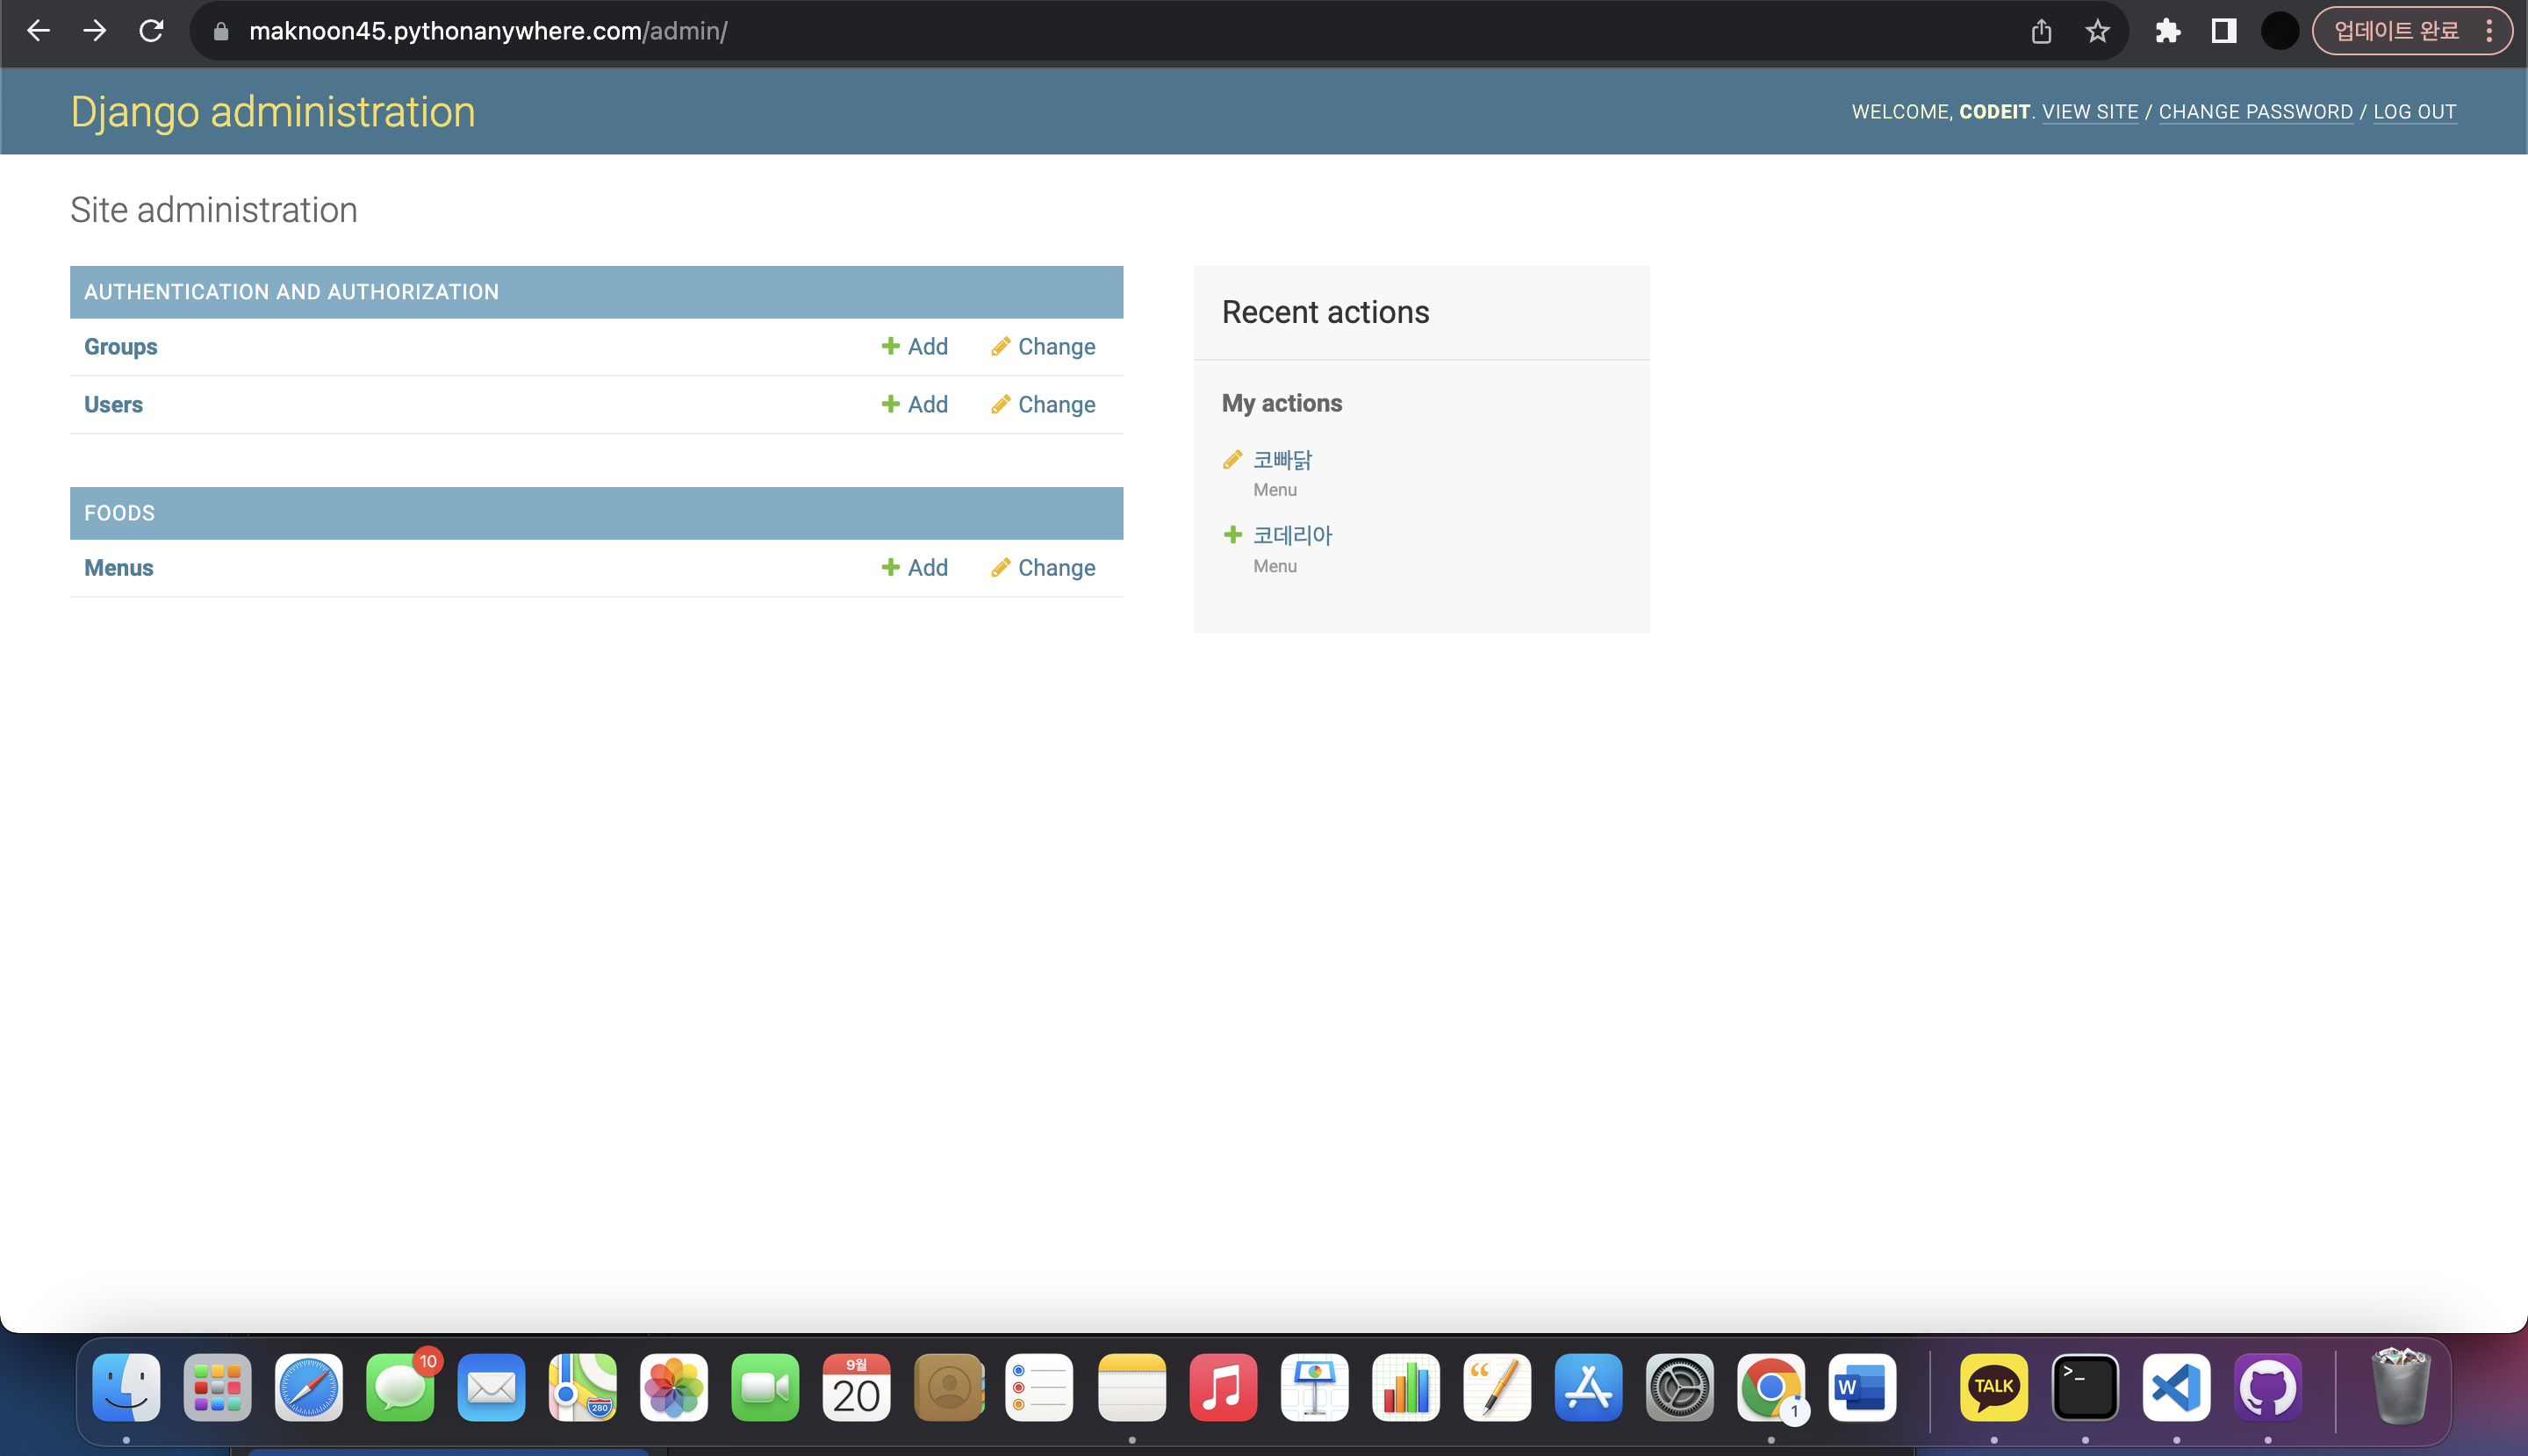 maknoon45.pythonanywhere.com/admin/
업데이트 완료
Django administration
WELCOME, CODEIT. VIEW SITE / CHANGE PASSWORD / LOG OUT
Site administration
AUTHENTICATION AND AUTHORIZATION
Groups Add Change
Users Add Change
FOODS
Menus Add Change
Recent actions
My actions
코빠닭
Menu
코데리아
Menu
10
280
9월
20
1
W
TALK
>_